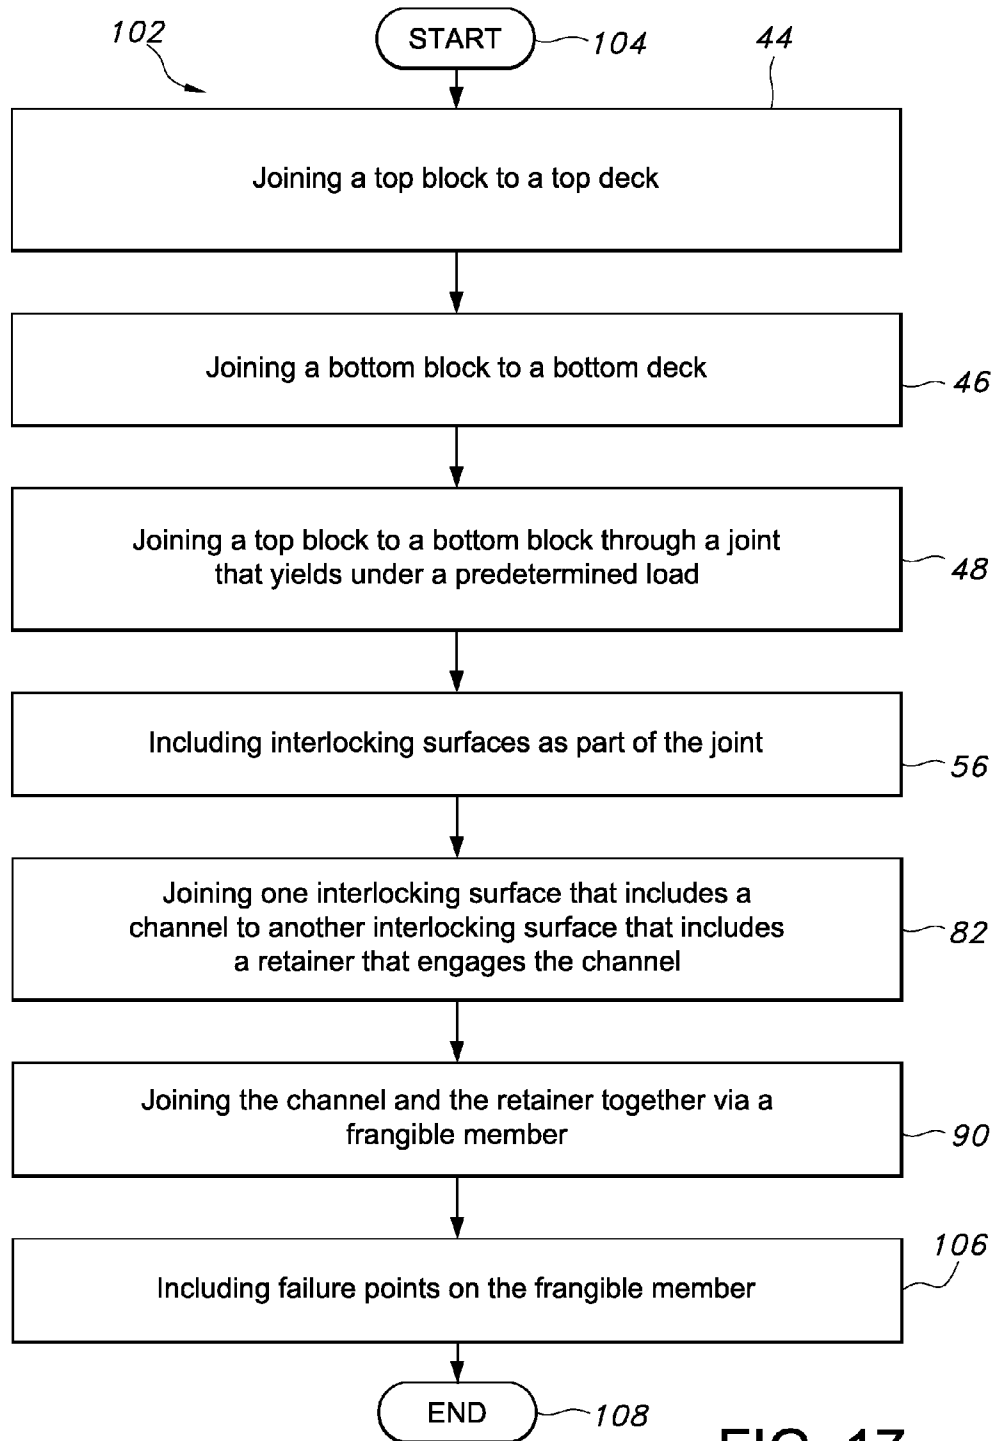 102
START
104
44
Joining a top block to a top deck
Joining a bottom block to a bottom deck
46
Joining a top block to a bottom block through a joint
that yields under a predetermined load
48
Including interlocking surfaces as part of the joint
56
Joining one interlocking surface that includes a
channel to another interlocking surface that includes
a retainer that engages the channel
82
Joining the channel and the retainer together via a
frangible member
90
106
Including failure points on the frangible member
END
108
FIG. 17